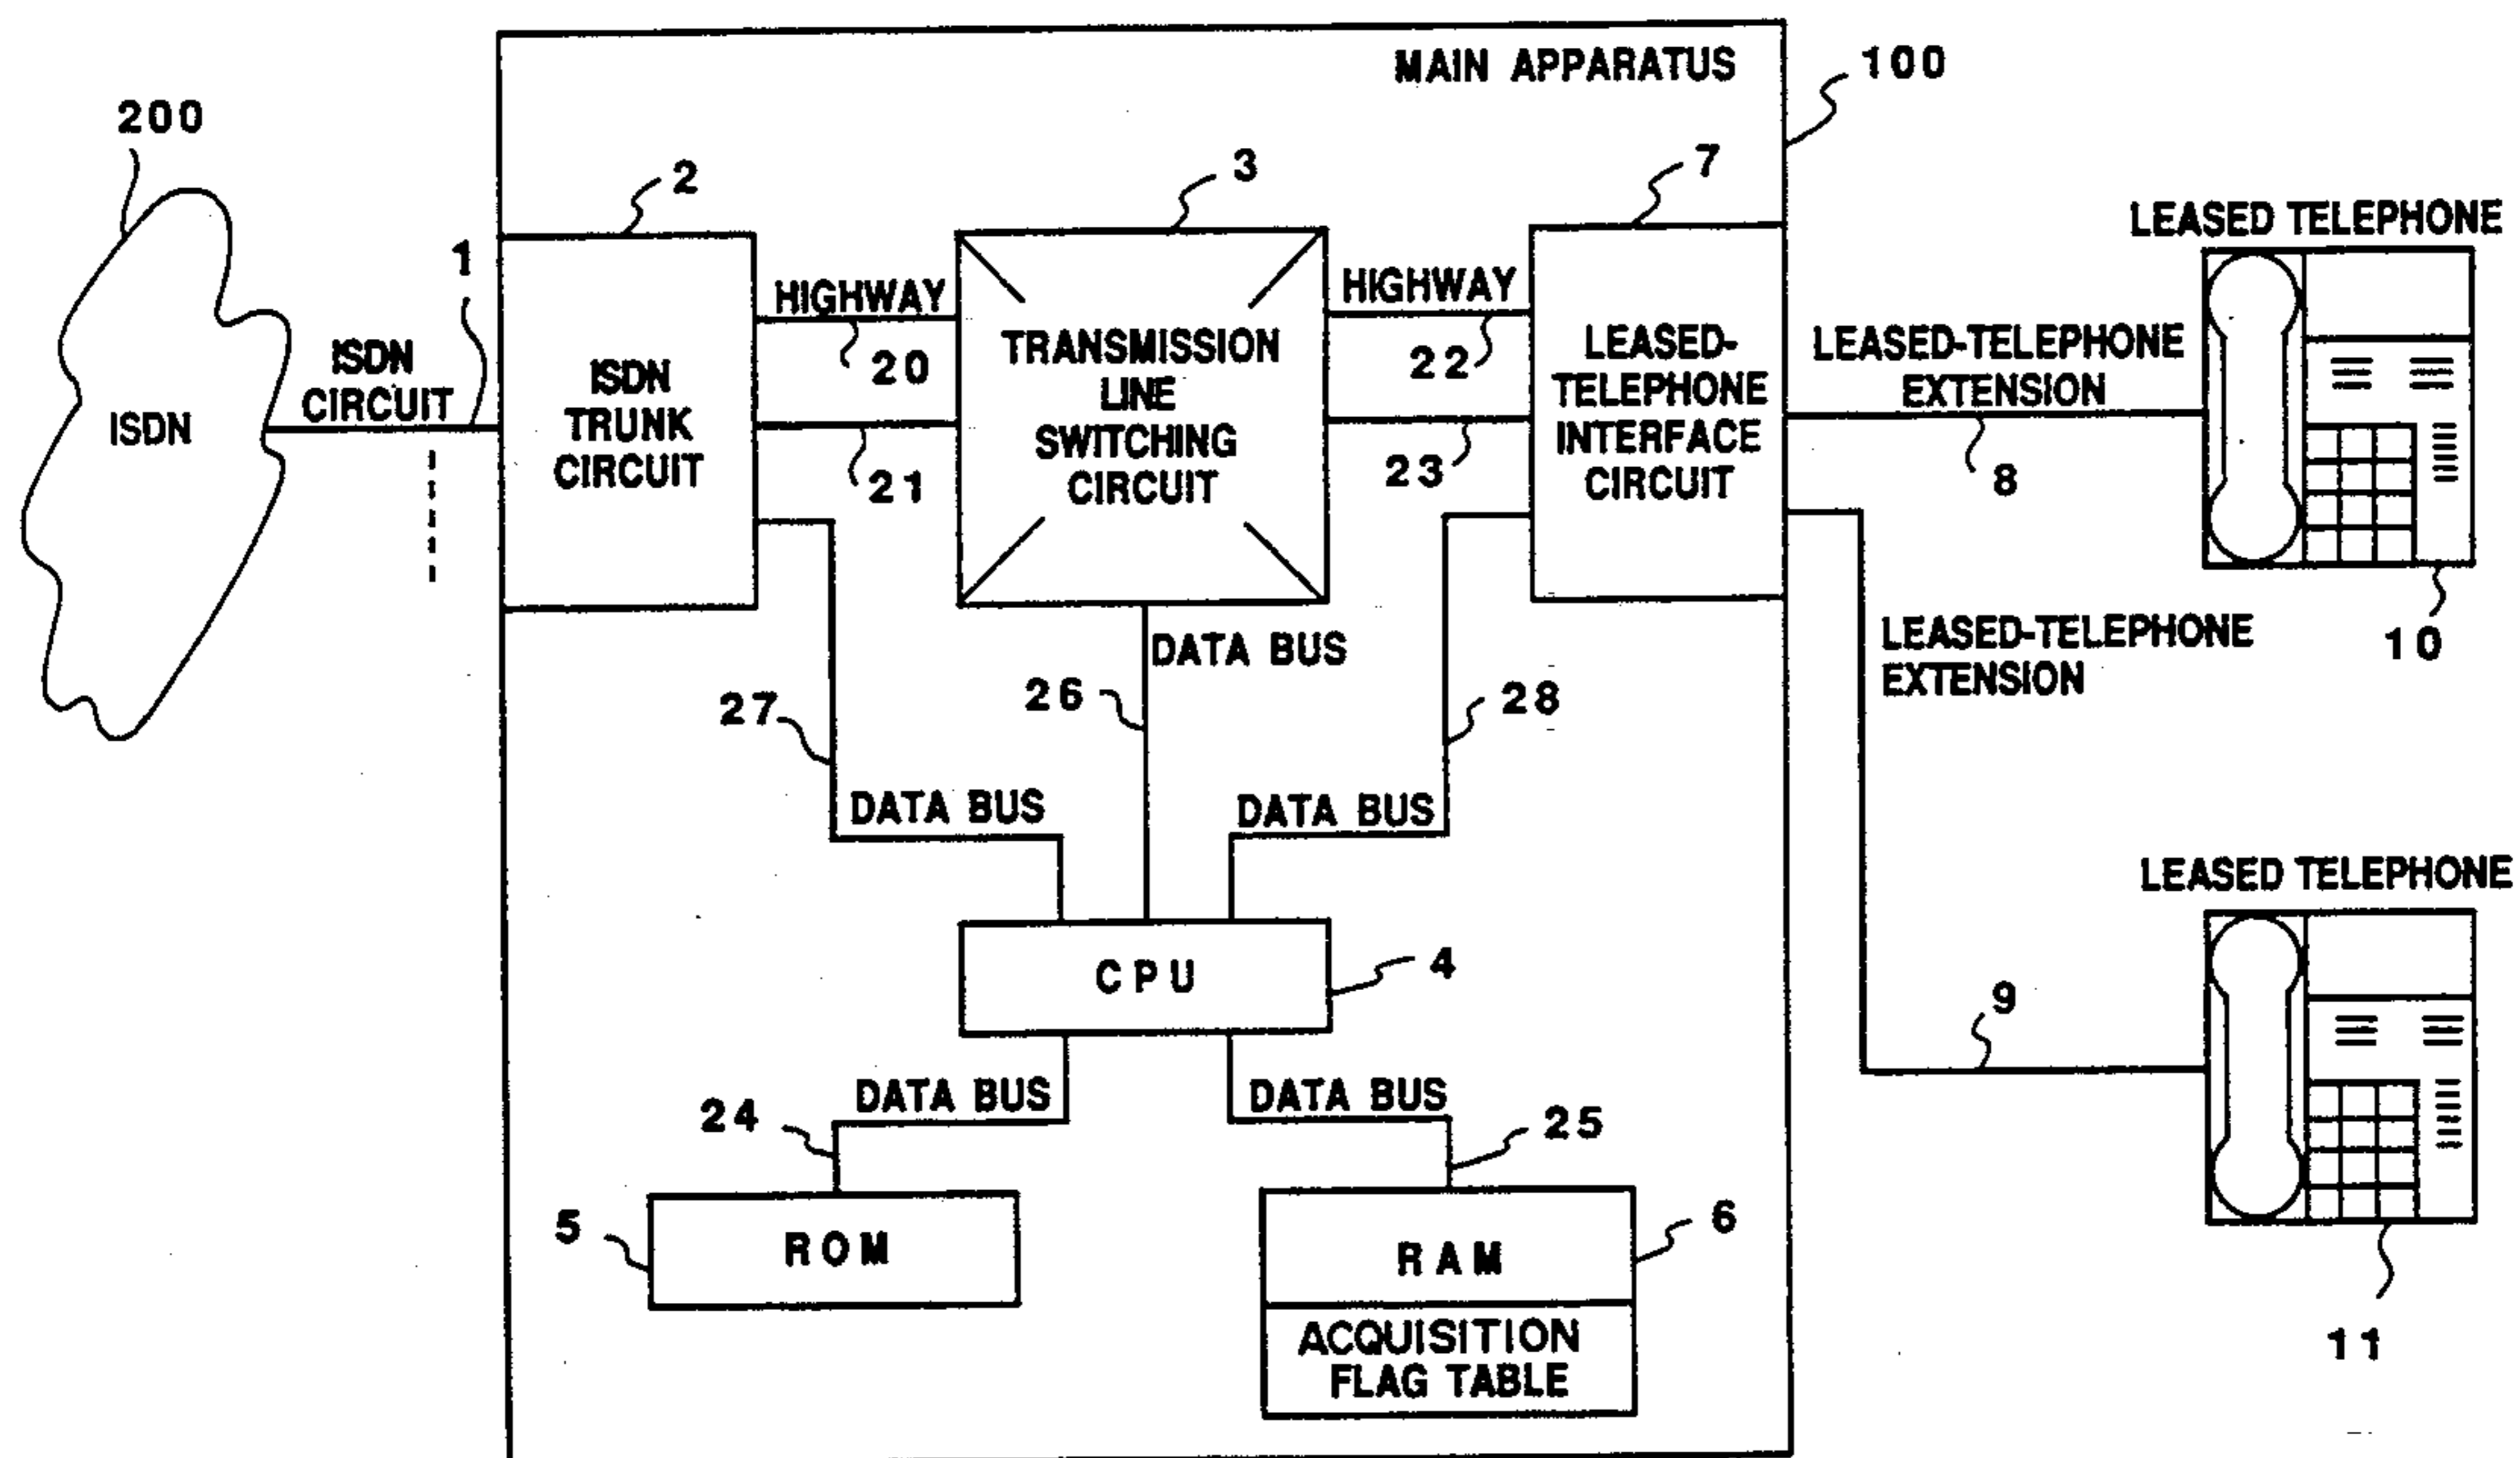 MAIN APPARATUS
100
200
2
3
7
LEASED TELEPHONE
1
HIGHWAY
HIGHWAY
ISDN
CIRCUIT
ISDN
ISDN
TRUNK
CIRCUIT
20
21
TRANSMISSION
LINE
SWITCHING
CIRCUIT
22
23
LEASED-
TELEPHONE
INTERFACE
CIRCUIT
LEASED-TELEPHONE
EXTENSION
8
10
DATA BUS
LEASED-TELEPHONE
EXTENSION
27
26
28
DATA BUS
DATA BUS
LEASED TELEPHONE
CPU
4
9
DATA BUS
DATA BUS
24
25
5
ROM
RAM
6
ACQUISITION
FLAG TABLE
11